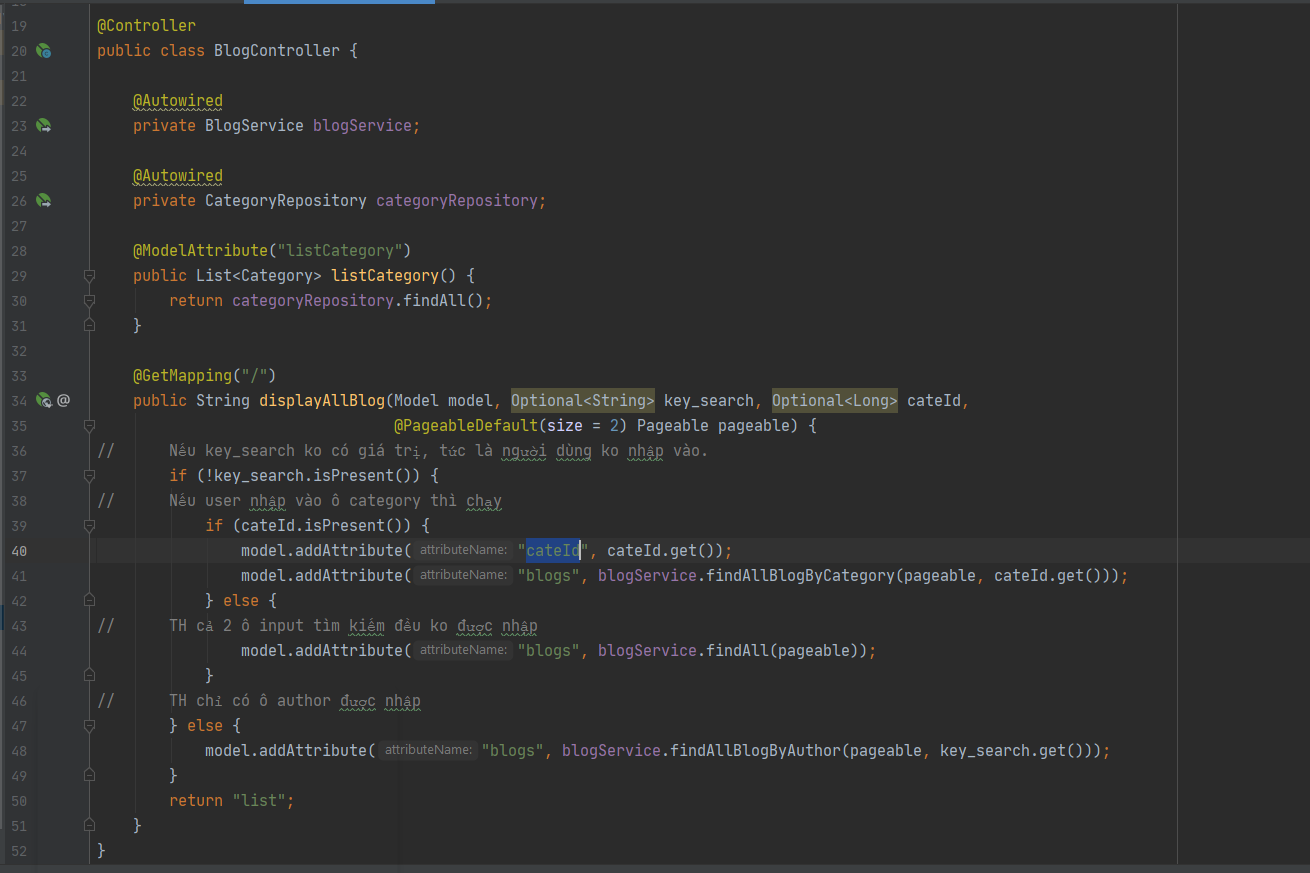 19 @Controller
20 public class BlogController {
21
22 @Autowired
23 private BlogService blogService;
24
25 @Autowired
26 private CategoryRepository categoryRepository;
27
28 @ModelAttribute("listCategory")
29 public List<Category> listCategory() {
30 return categoryRepository.findAll();
31 }
32
33 @GetMapping("/")
34 @ public String displayAllBlog(Model model, Optional<String> key_search, Optional<Long> cateId,
35 @PageableDefault(size = 2) Pageable pageable) {
36 // Nếu key_search ko có giá trị, tức là người dùng ko nhập vào.
37 if (!key_search.isPresent()) {
38 // Nếu user nhập vào ô category thì chạy
39 if (cateId.isPresent()) {
40 model.addAttribute( attributeName: "cateId", cateId.get());
41 model.addAttribute( attributeName: "blogs", blogService.findAllBlogByCategory(pageable, cateId.get()));
42 } else {
43 // TH cả 2 ô input tìm kiếm đều ko được nhập
44 model.addAttribute( attributeName: "blogs", blogService.findAll(pageable));
45 }
46 // TH chỉ có ô author được nhập
47 } else {
48 model.addAttribute( attributeName: "blogs", blogService.findAllBlogByAuthor(pageable, key_search.get()));
49 }
50 return "list";
51 }
52 }